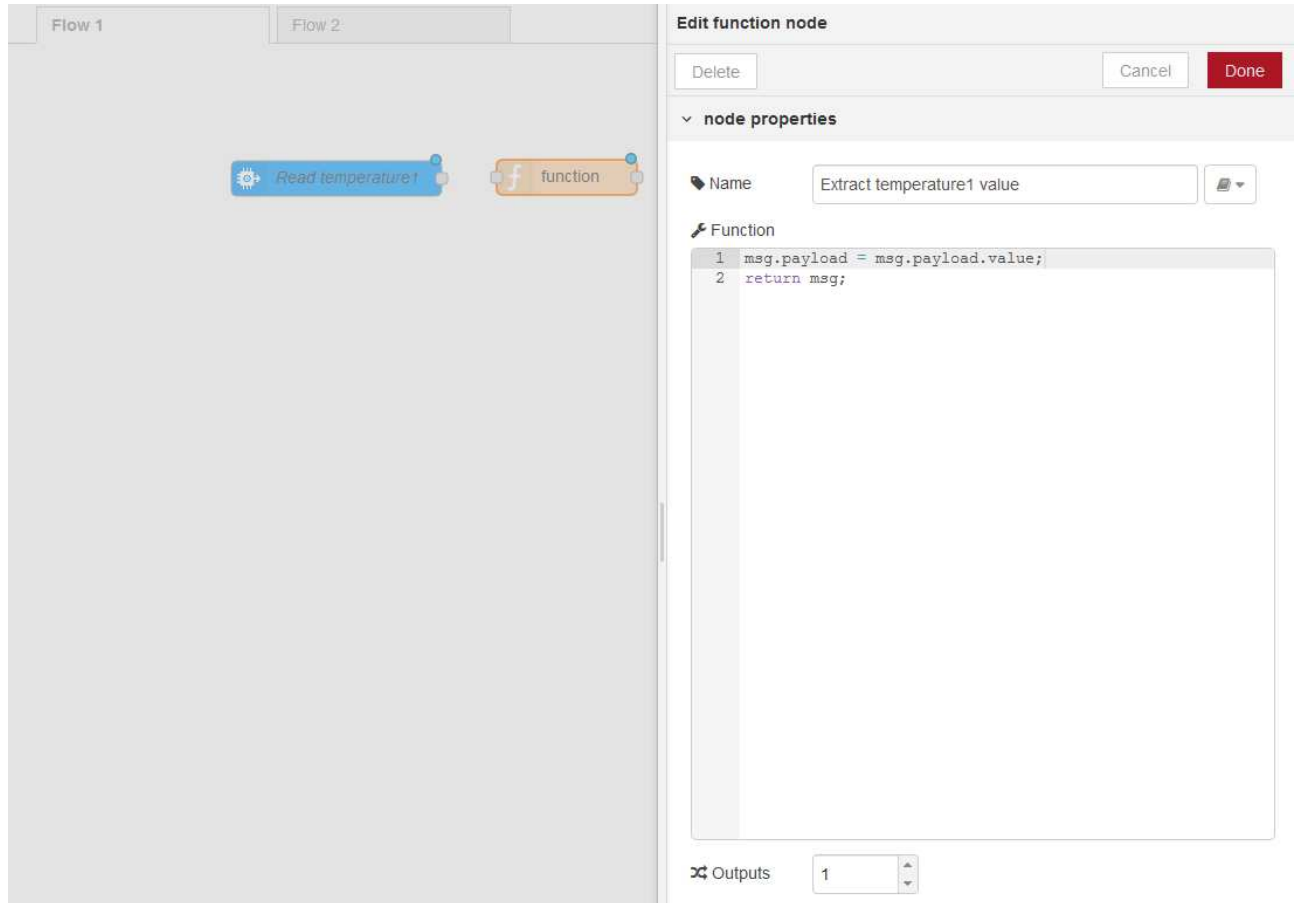 Flow 1
Flow 2
Read temperature1
function
Edit function node
Delete
Cancel
Done
node properties
Name
Extract temperature1 value
Function
1 msg.payload = msg.payload.value;
2 return msg;
Outputs
1